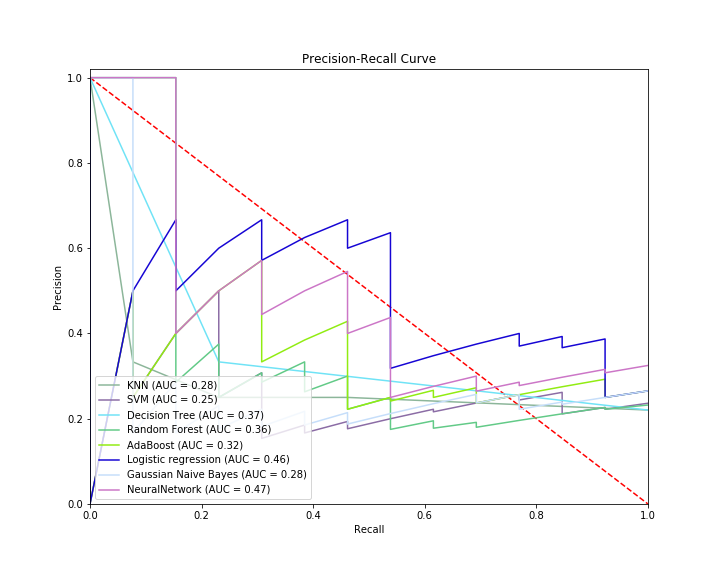 Precision-Recall Curve
Precision
1.0
0.8
0.6
0.4
0.2
0.0
KNN (AUC = 0.28)
SVM (AUC = 0.25)
Decision Tree (AUC = 0.37)
Random Forest (AUC = 0.36)
AdaBoost (AUC = 0.32)
Logistic regression (AUC = 0.46)
Gaussian Naive Bayes (AUC = 0.28)
NeuralNetwork (AUC = 0.47)
0.0 0.2 0.4 0.6 0.8 1.0
Recall